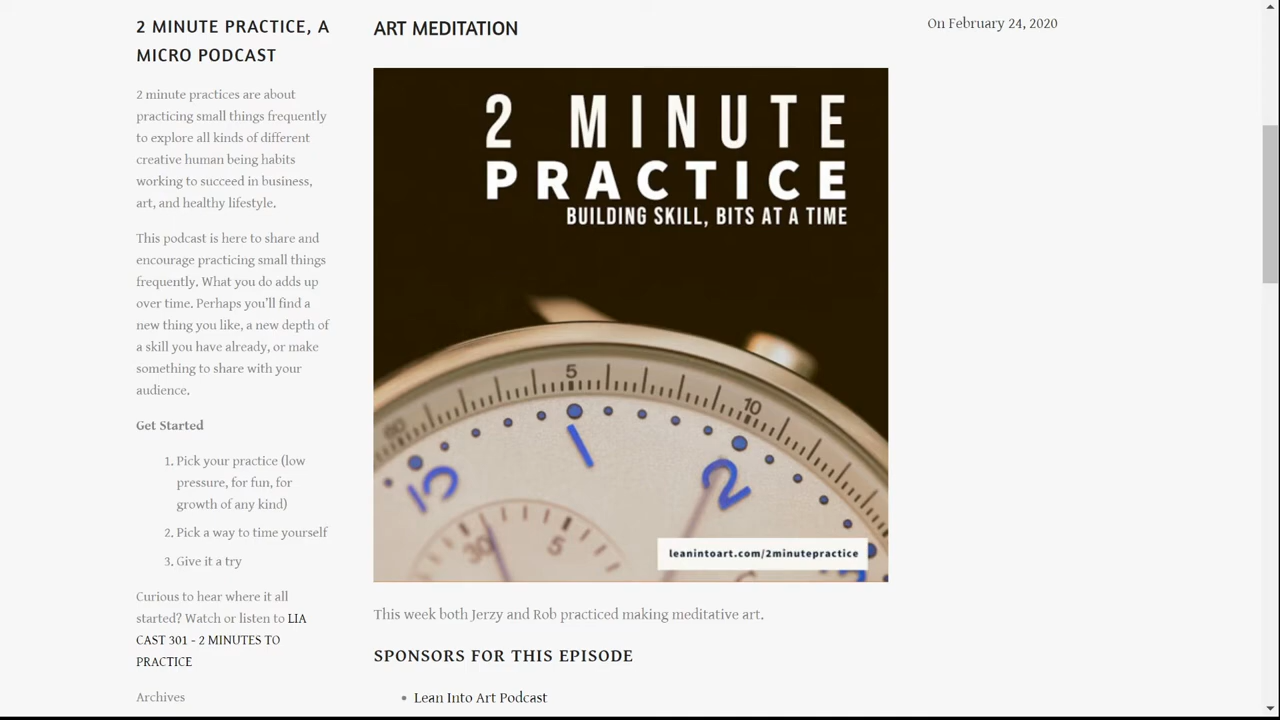 2 MINUTE PRACTICE, A
MICRO PODCAST
2 minute practices are about
practicing small things frequently
to explore all kinds of different
creative human being habits
working to succeed in business,
art, and healthy lifestyle.
This podcast is here to share and
encourage practicing small things
frequently. What you do adds up
over time. Perhaps you’ll find a
new thing you like, a new depth of
a skill you have already, or make
something to share with your
audience.
Get Started
1. Pick your practice (low
pressure, for fun, for
growth of any kind)
2. Pick a way to time yourself
3. Give it a try
Curious to hear where it all
started? Watch or listen to LIA
CAST 301 - 2 MINUTES TO
PRACTICE
Archives
ART MEDITATION
2 MINUTE
PRACTICE
BUILDING SKILL, BITS AT A TIME
5
10
60
1
2
30
5
leanintoart.com/2minutepractice
This week both Jerzy and Rob practiced making meditative art.
SPONSORS FOR THIS EPISODE
• Lean Into Art Podcast
On February 24, 2020